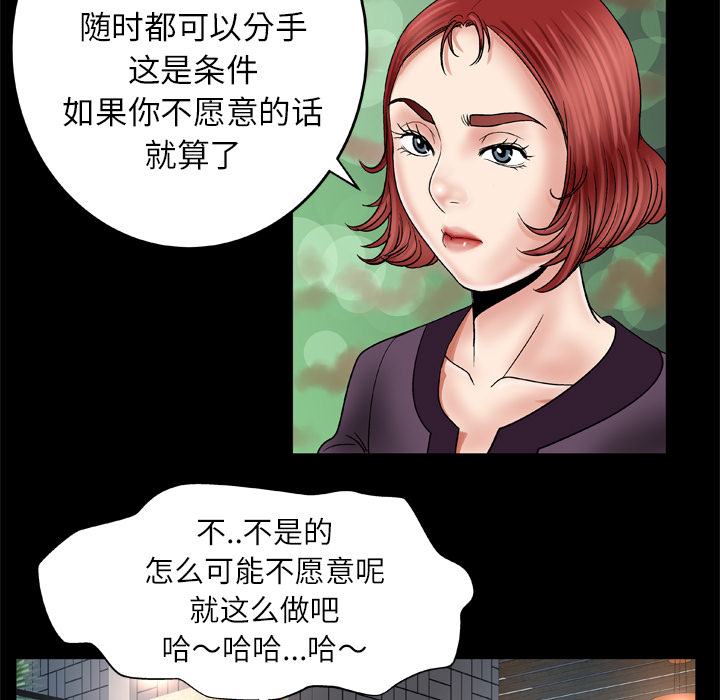 随时都可以分手
这是条件
如果你不愿意的话
就算了
不..不是的
怎么可能不愿意呢
就这么做吧
哈～哈哈...哈～